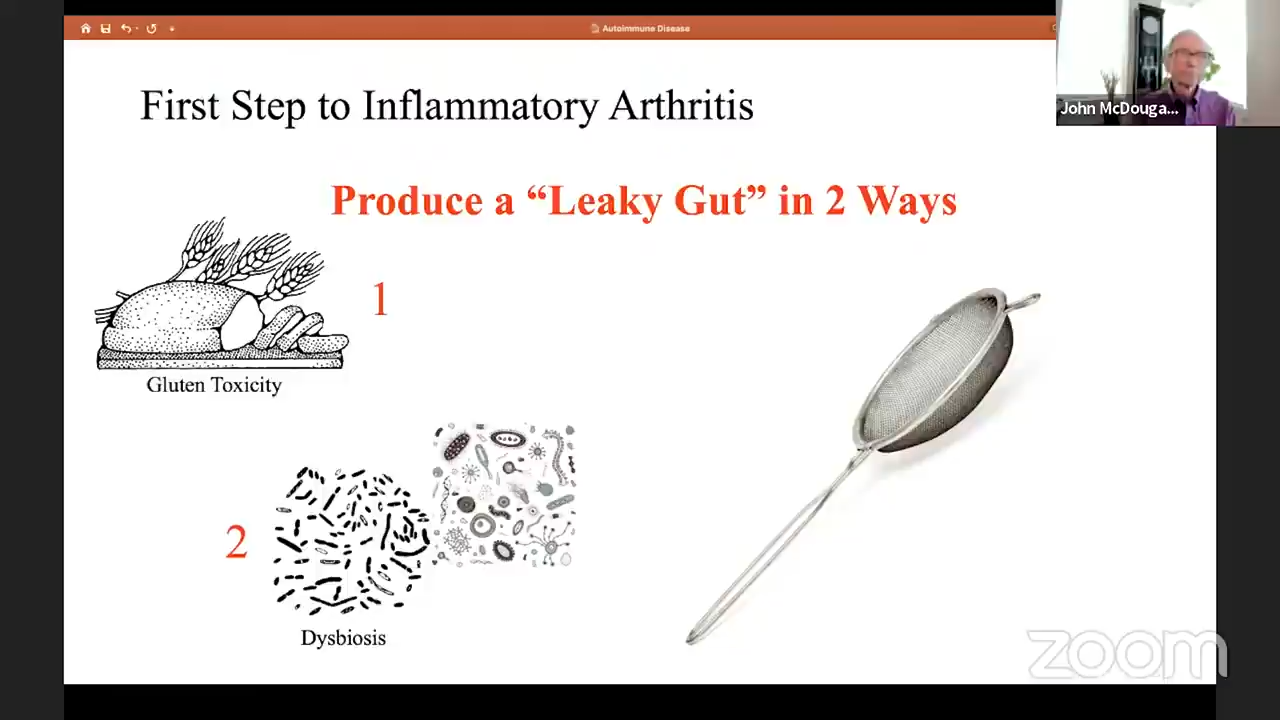 Autoimmune Disease
John McDouga...
First Step to Inflammatory Arthritis
Produce a “Leaky Gut” in 2 Ways
1
Gluten Toxicity
2
Dysbiosis
zoom